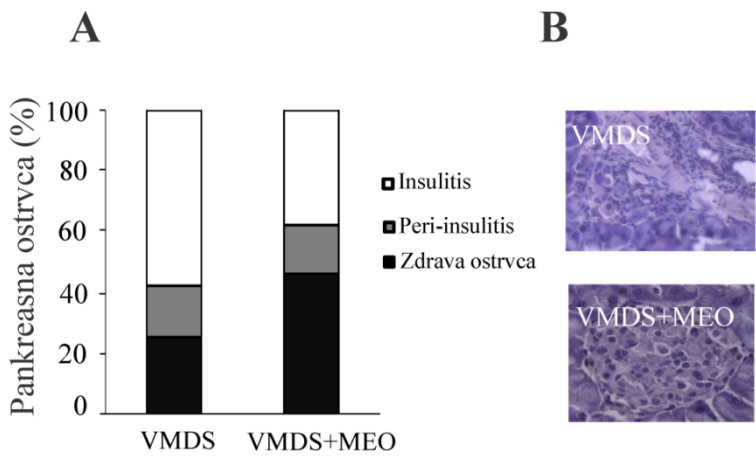 A
B
Pankreasna ostrvca (%)
100
80
60
40
20
0
VMDS
VMDS+MEO
Insulitis
Peri-insulitis
Zdrava ostrvca
VMDS
VMDS+MEO